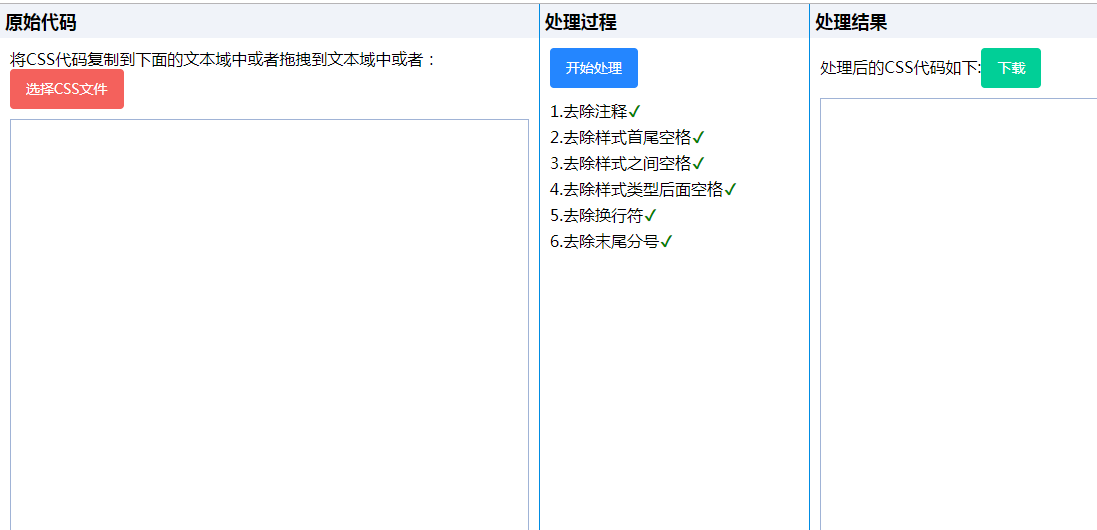 原始代码
将CSS代码复制到下面的文本域中或者拖拽到文本域中或者：
选择CSS文件
处理过程
开始处理
1.去除注释✓
2.去除样式首尾空格✓
3.去除样式之间空格✓
4.去除样式类型后面空格✓
5.去除换行符✓
6.去除末尾分号✓
处理结果
处理后的CSS代码如下:下载